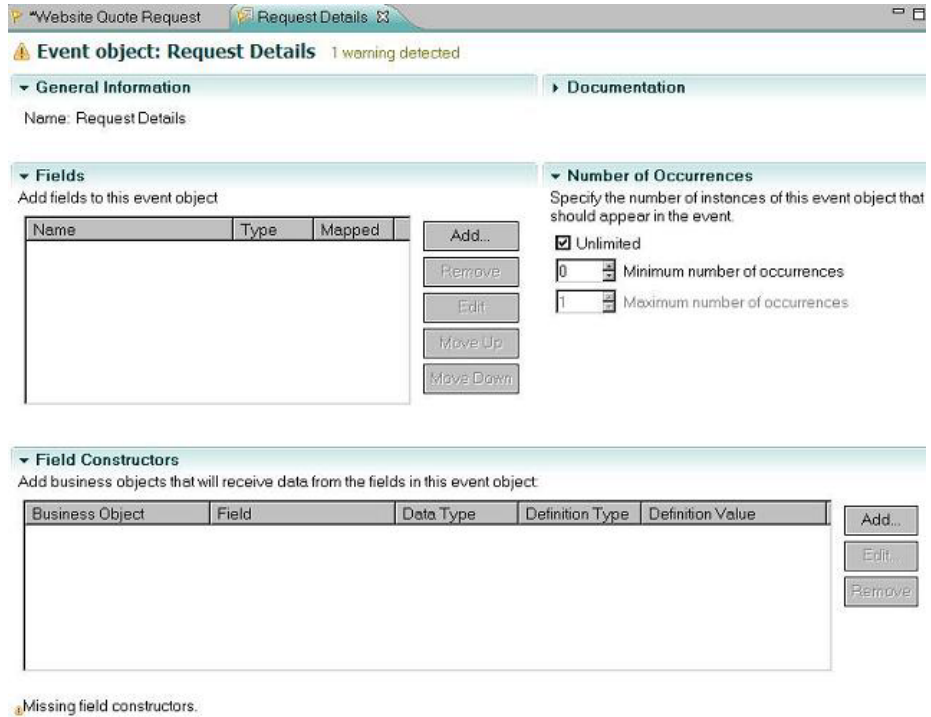 *Website Quote Request
Request Details
Event object: Request Details 1 warning detected
General Information
Documentation
Name: Request Details
Fields
Number of Occurrences
Add fields to this event object
Specify the number of instances of this event object that
should appear in the event.
Name Type Mapped
Add...
Unlimited
Remove
0 Minimum number of occurrences
Edit
1 Maximum number of occurrences
Move Up
Move Down
Field Constructors
Add business objects that will receive data from the fields in this event object:
Business Object Field Data Type Definition Type Definition Value
Add...
Edit...
Remove
Missing field constructors.